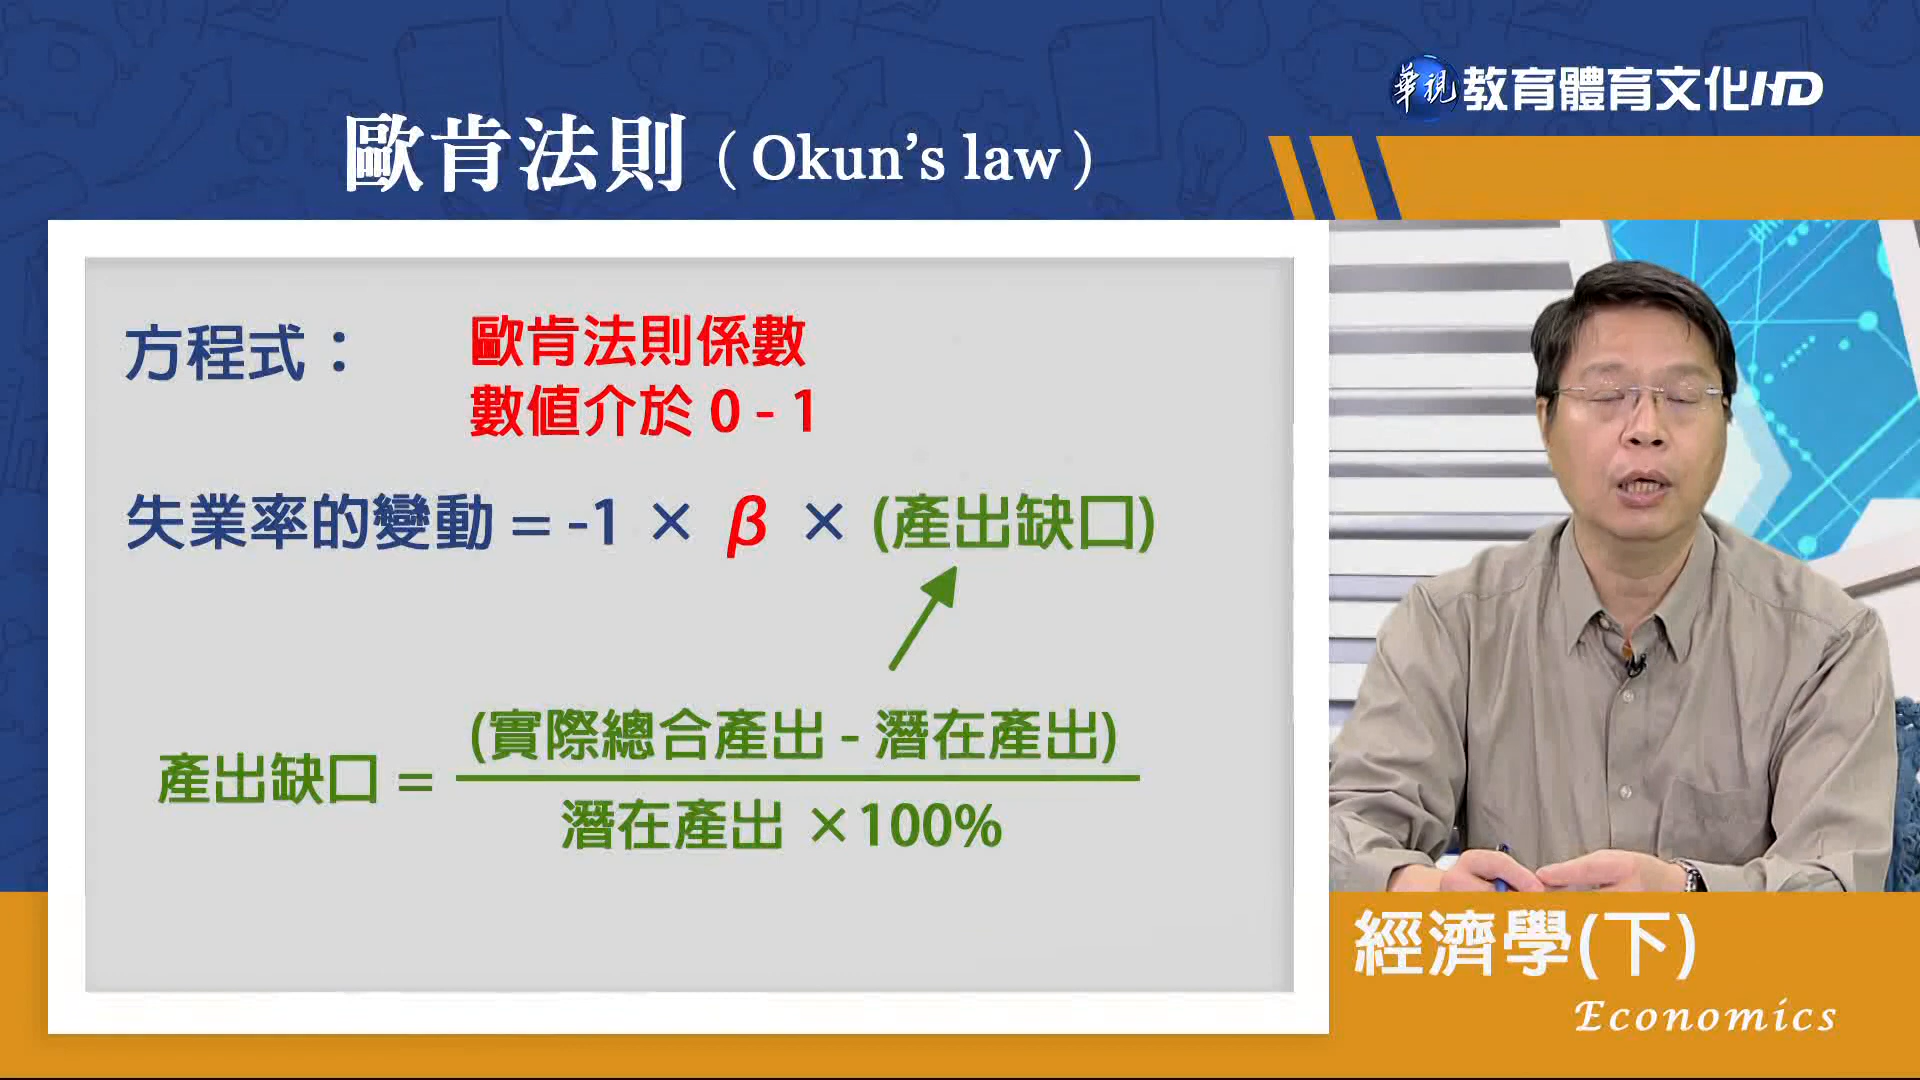 華視 教育體育文化HD
歐肯法則（Okun's law）
方程式：
歐肯法則係數
數值介於 0 - 1
失業率的變動 = -1 × β × (產出缺口)
(實際總合產出 - 潛在產出)
產出缺口 =
潛在產出 ×100%
經濟學(下)
Economics